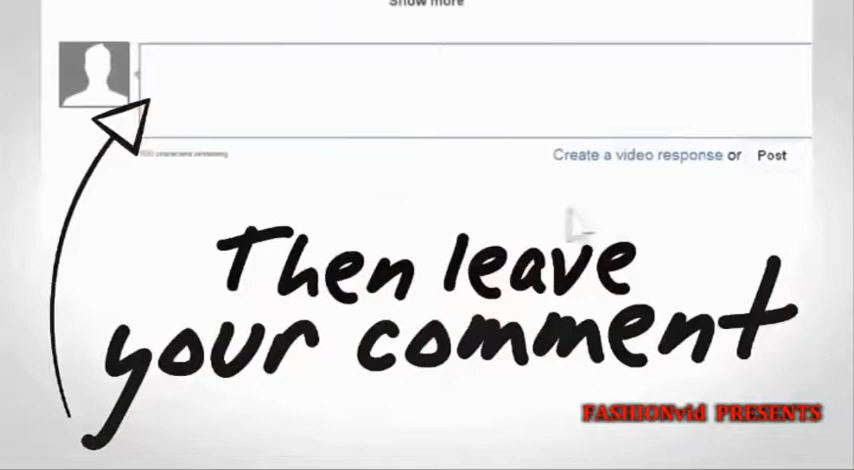 Show more
Create a video response or Post
Then leave
your comment
FASHIONvid PRESENTS